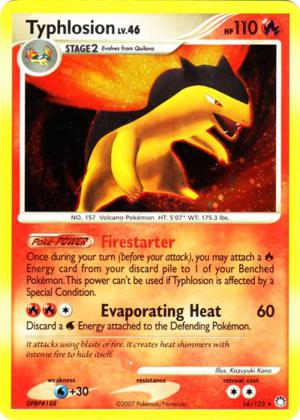 Typhlosion LV.46
HP 110
STAGE2 Evolves from Quilava
NO. 157 Volcano Pokémon HT: 5'07" WT: 175.3 lbs.
Poké-POWER Firestarter
Once during your turn (before your attack), you may attach a
Energy card from your discard pile to 1 of your Benched
Pokémon. This power can't be used if Typhlosion is affected by
a Special Condition.
Evaporating Heat 60
Discard a Energy attached to the Defending Pokémon.
It attacks using blasts of fire. It creates heat shimmers with intense
fire to hide itself.
Illus. Kazuyuki Kano
weakness resistance retreat cost
+30
DPBP#188 ©2007 Pokémon/Nintendo 16/123